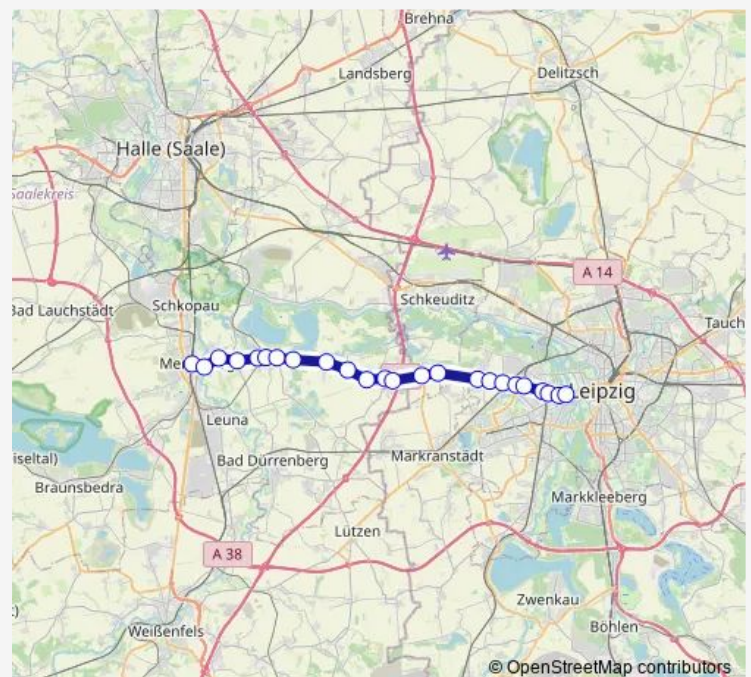 Brehna
Landsberg
Delitzsch
Halle (Saale)
Saalekreis
A 14
Schkeuditz
Schkopau
Bad Lauchstädt
Tauch
Me
Leipzig
Leuna
Bad Dürrenberg
Markranstädt
iseltal)
Braunsbedra
Markkleeberg
Lützen
A 38
Zwenkau
Böhlen
Weißenfels
© OpenStreetMap contributors